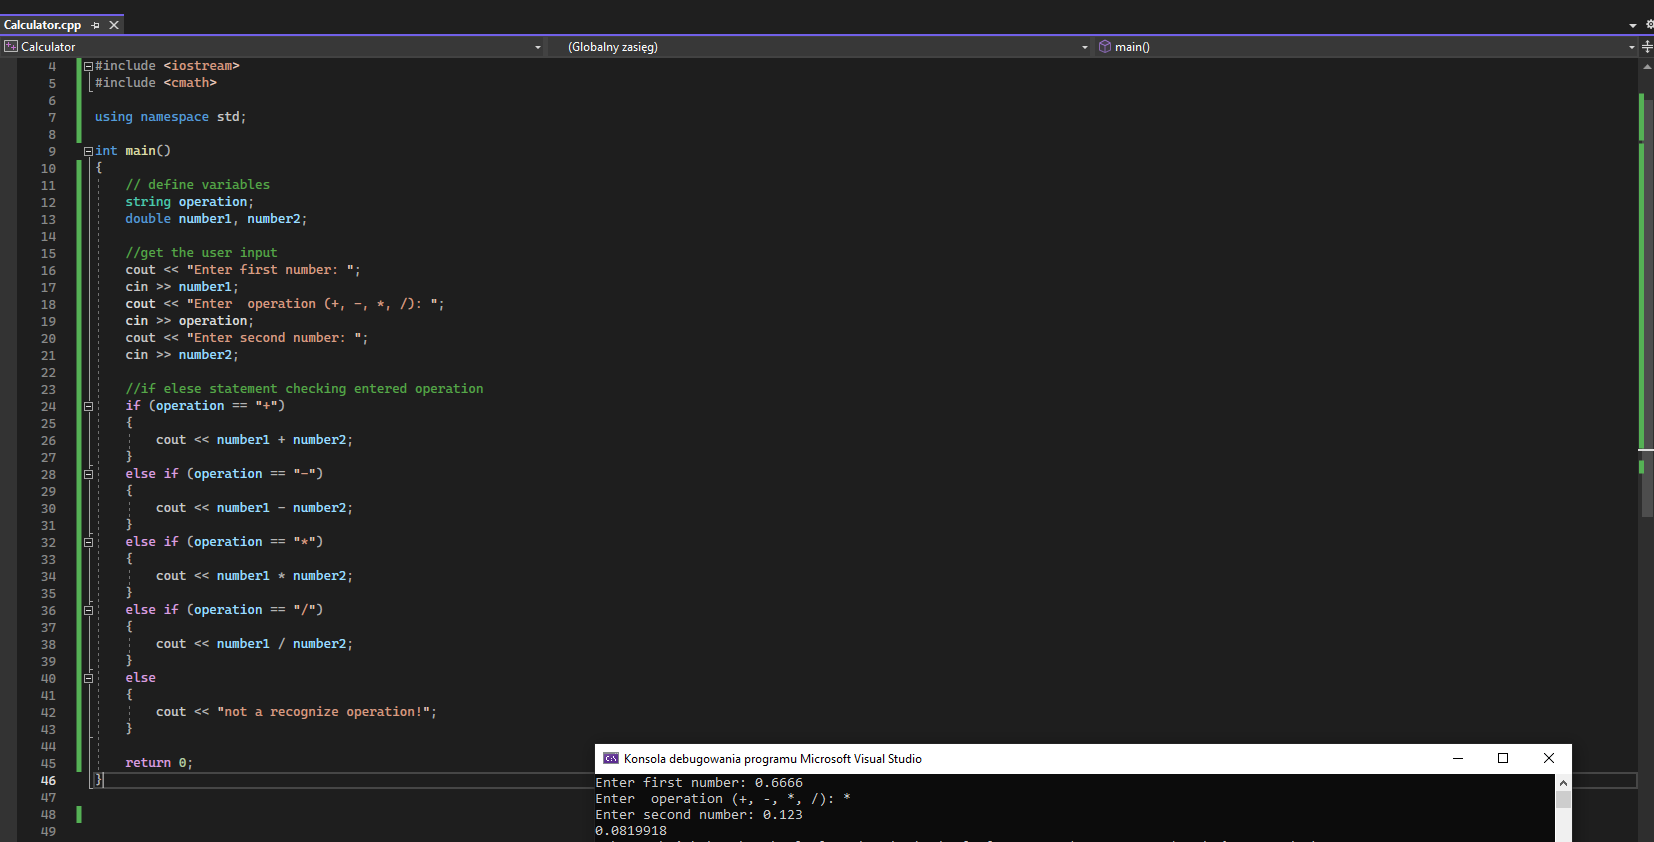 Calculator.cpp
Calculator (Globalny zasięg) main()
4 #include <iostream>
5 #include <cmath>
6
7 using namespace std;
8
9 int main()
10 {
11 // define variables
12 string operation;
13 double number1, number2;
14
15 //get the user input
16 cout << "Enter first number: ";
17 cin >> number1;
18 cout << "Enter  operation (+, -, *, /): ";
19 cin >> operation;
20 cout << "Enter second number: ";
21 cin >> number2;
22
23 //if elese statement checking entered operation
24 if (operation == "+")
25 {
26 cout << number1 + number2;
27 }
28 else if (operation == "-")
29 {
30 cout << number1 - number2;
31 }
32 else if (operation == "*")
33 {
34 cout << number1 * number2;
35 }
36 else if (operation == "/")
37 {
38 cout << number1 / number2;
39 }
40 else
41 {
42 cout << "not a recognize operation!";
43 }
44
45 return 0;
46 }
47
48
49
Konsola debugowania programu Microsoft Visual Studio
Enter first number: 0.6666
Enter  operation (+, -, *, /): *
Enter second number: 0.123
0.0819918